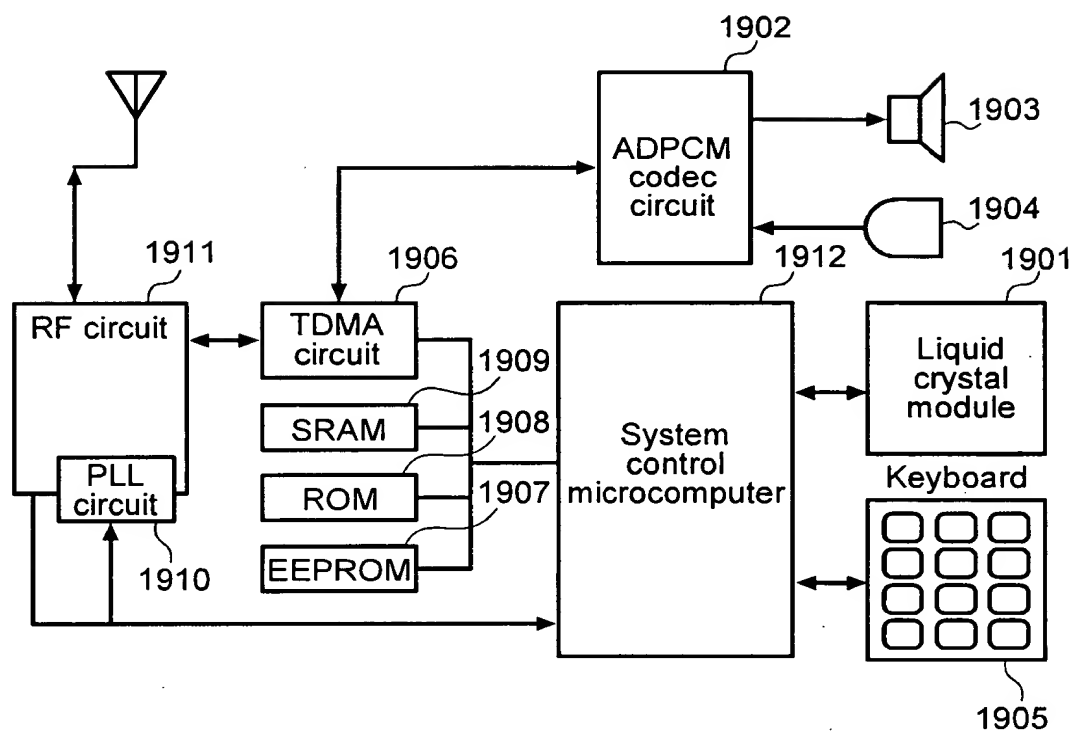 1902
1903
ADPCM
codec
circuit
1904
1911
1906
1912
1901
RF circuit
TDMA
circuit
Liquid
crystal
module
1909
SRAM
1908
System
control
microcomputer
PLL
circuit
ROM
1907
Keyboard
1910
EEPROM
1905